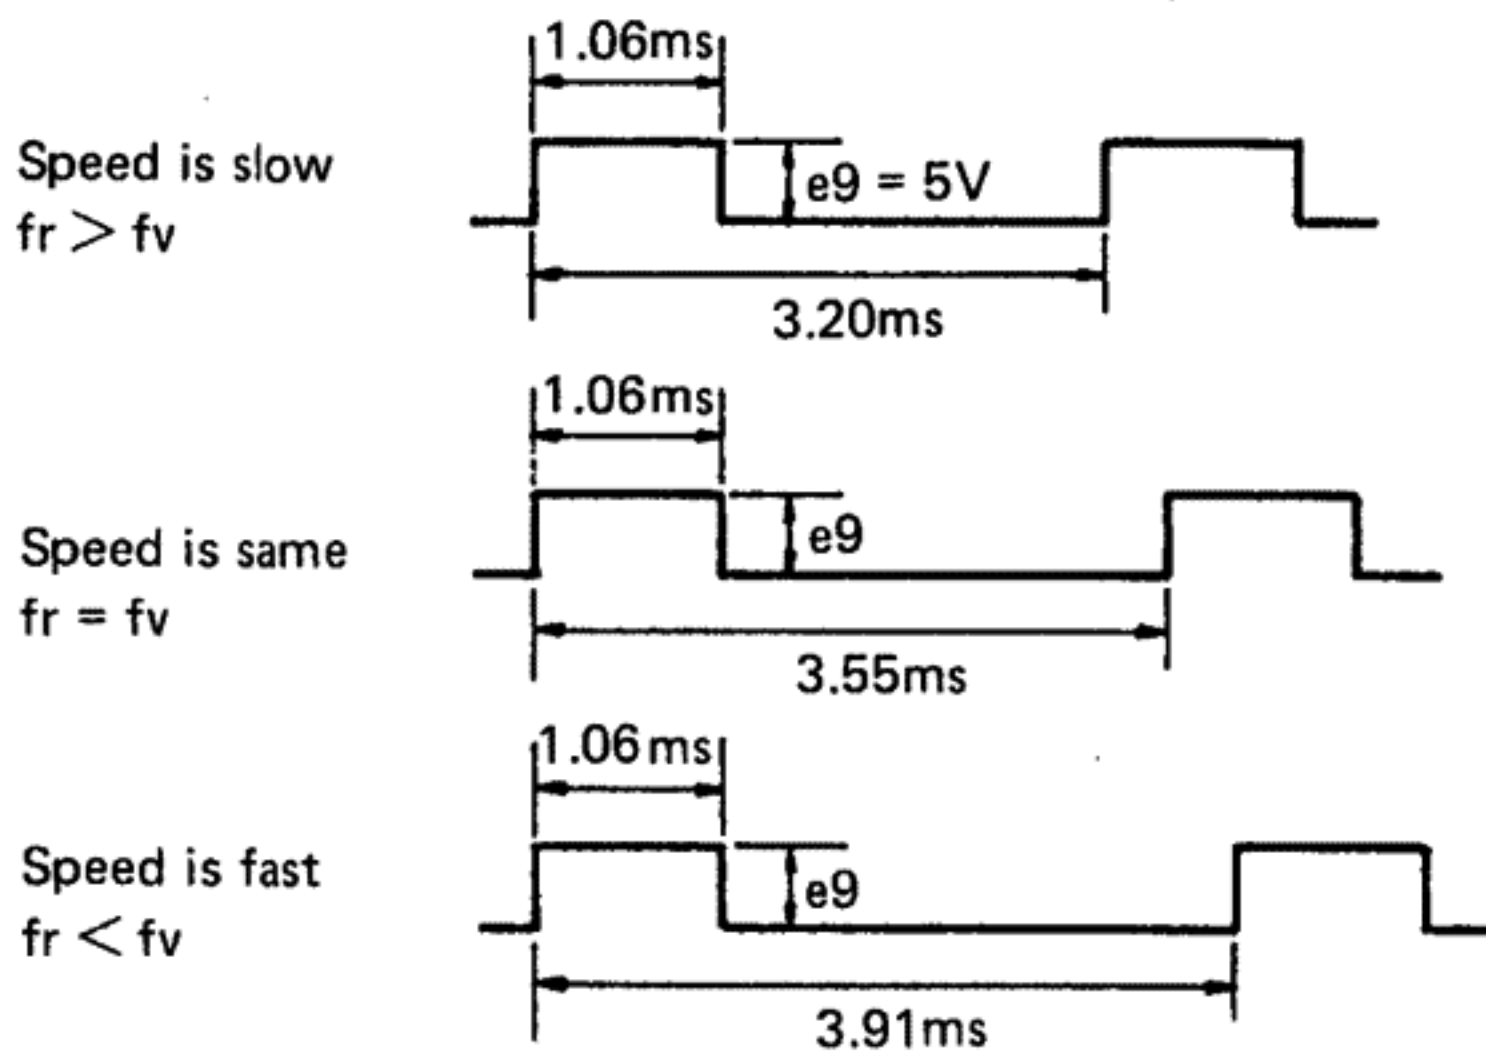 1.06ms
Speed is slow
fr > fv
e9 = 5V
3.20ms
1.06ms
Speed is same
fr = fv
e9
3.55ms
1.06ms
Speed is fast
fr < fv
e9
3.91ms